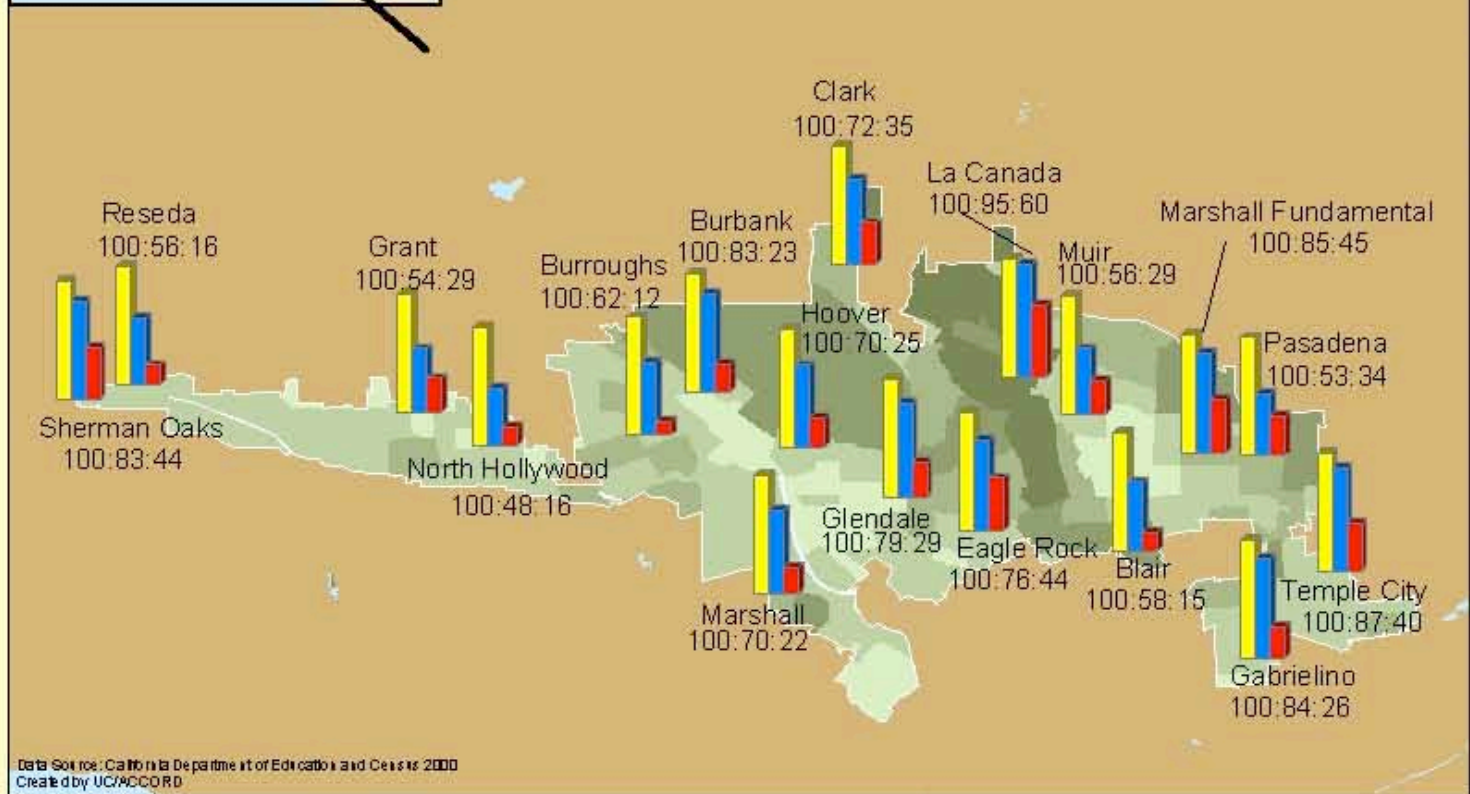 Clark
100:72:35
La Canada
100:95:60
Marshall Fundamental
100:85:45
Reseda
100:56:16
Burbank
100:83:23
Grant
100:54:29
Muir
100:56:29
Burroughs
100:62:12
Hoover
100:70:25
Pasadena
100:53:34
Sherman Oaks
100:83:44
North Hollywood
100:48:16
Glendale
100:79:29
Eagle Rock
100:76:44
Blair
100:58:15
Temple City
100:87:40
Marshall
100:70:22
Gabrielino
100:84:26
Data Source: California Department of Education and Census 2000
Created by UC/ACCORD